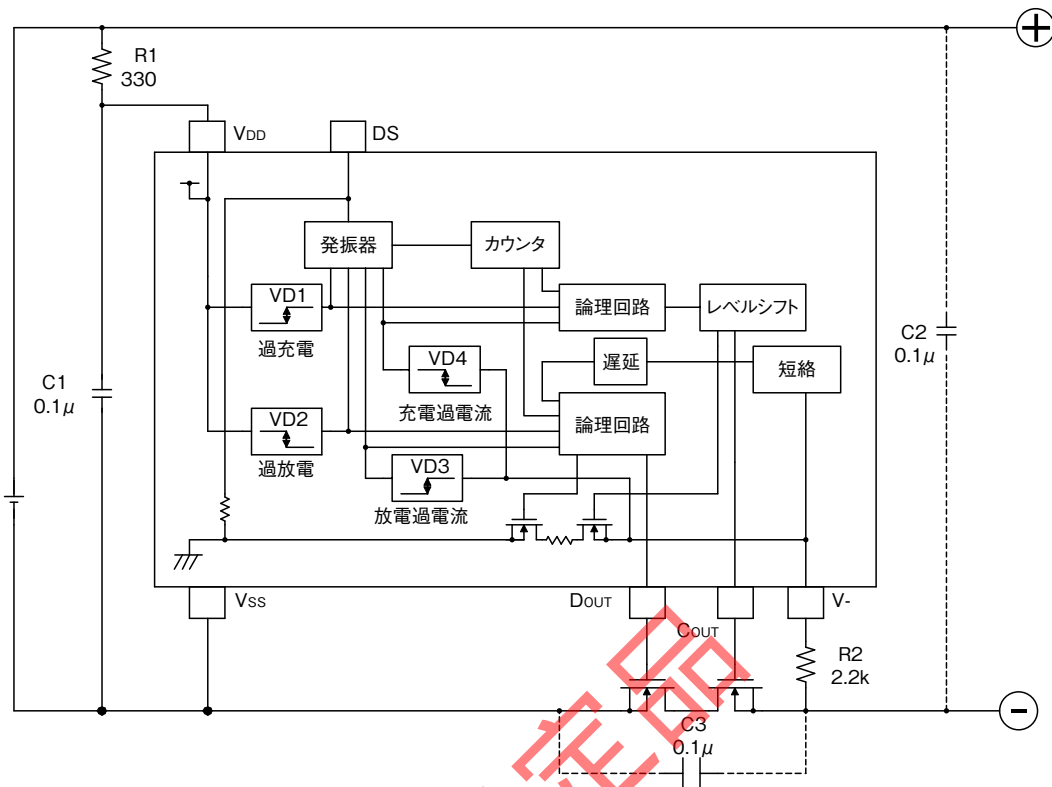 R1
330
VDD
DS
発振器
カウンタ
VD1
過充電
論理回路
レベルシフト
C2
0.1μ
遅延
短絡
VD4
充電過電流
C1
0.1μ
VD2
過放電
論理回路
VD3
放電過電流
VSS
DOUT
COUT
V-
R2
2.2k
C3
0.1μ
定品